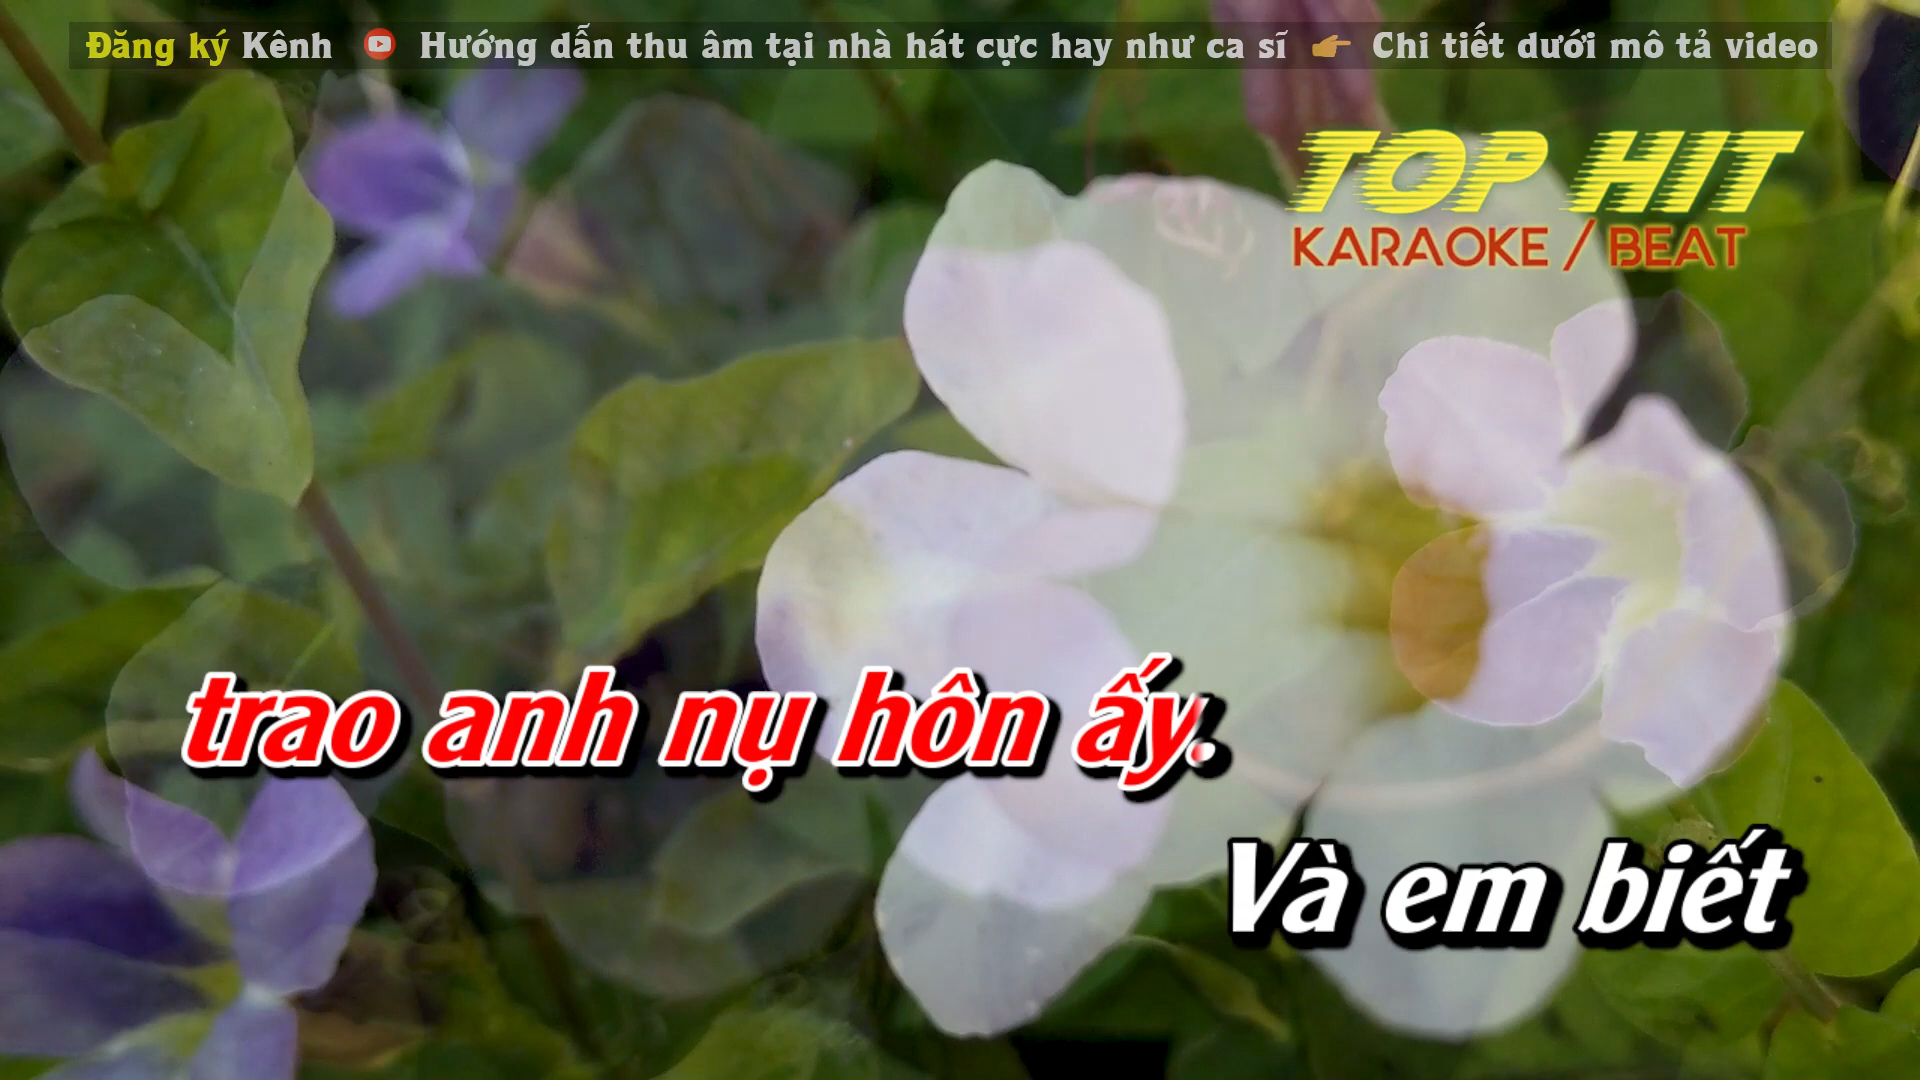 Đăng ký Kênh Hướng dẫn thu âm tại nhà hát cực hay như ca sĩ 👉 Chi tiết dưới mô tả video
TOP HIT
KARAOKE / BEAT
trao anh nụ hôn ấy.
Và em biết